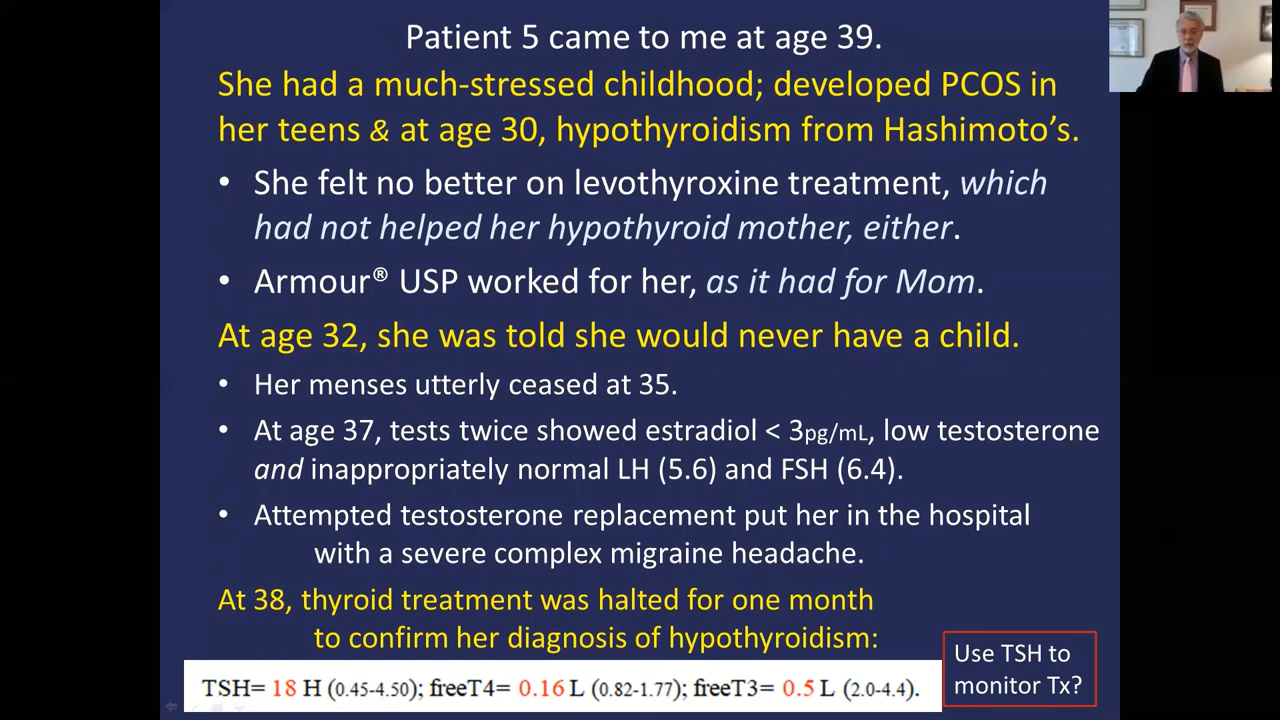 Patient 5 came to me at age 39.
She had a much-stressed childhood; developed PCOS in
her teens & at age 30, hypothyroidism from Hashimoto's.
• She felt no better on levothyroxine treatment, which
had not helped her hypothyroid mother, either.
• Armour® USP worked for her, as it had for Mom.
At age 32, she was told she would never have a child.
• Her menses utterly ceased at 35.
• At age 37, tests twice showed estradiol < 3pg/mL, low testosterone
and inappropriately normal LH (5.6) and FSH (6.4).
• Attempted testosterone replacement put her in the hospital
with a severe complex migraine headache.
At 38, thyroid treatment was halted for one month
to confirm her diagnosis of hypothyroidism:
TSH= 18 H (0.45-4.50); freeT4= 0.16 L (0.82-1.77); freeT3= 0.5 L (2.0-4.4).
Use TSH to
monitor Tx?